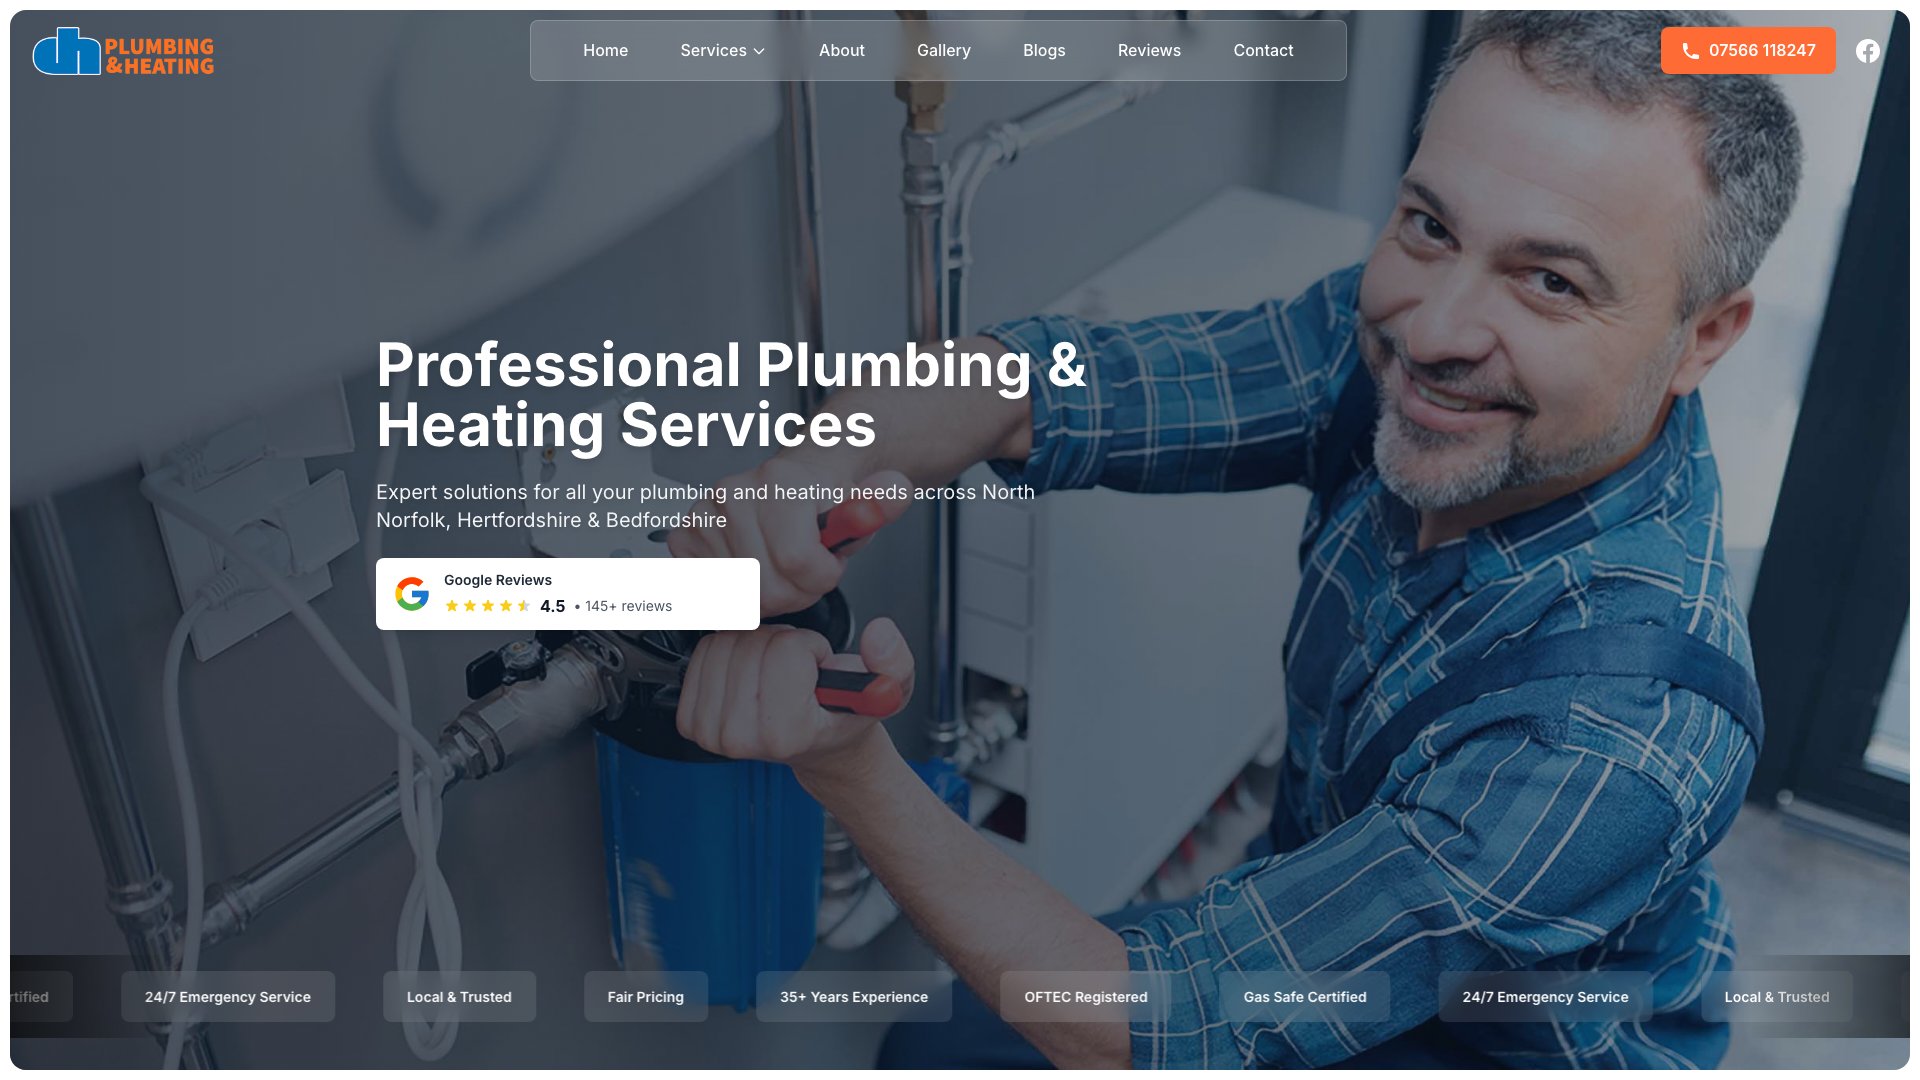 dh PLUMBING
&HEATING
Home
Services
About
Gallery
Blogs
Reviews
Contact
07566 118247
Professional Plumbing &
Heating Services
Expert solutions for all your plumbing and heating needs across North
Norfolk, Hertfordshire & Bedfordshire
Google Reviews
4.5 • 145+ reviews
24/7 Emergency Service
Local & Trusted
Fair Pricing
35+ Years Experience
OFTEC Registered
Gas Safe Certified
24/7 Emergency Service
Local & Trusted